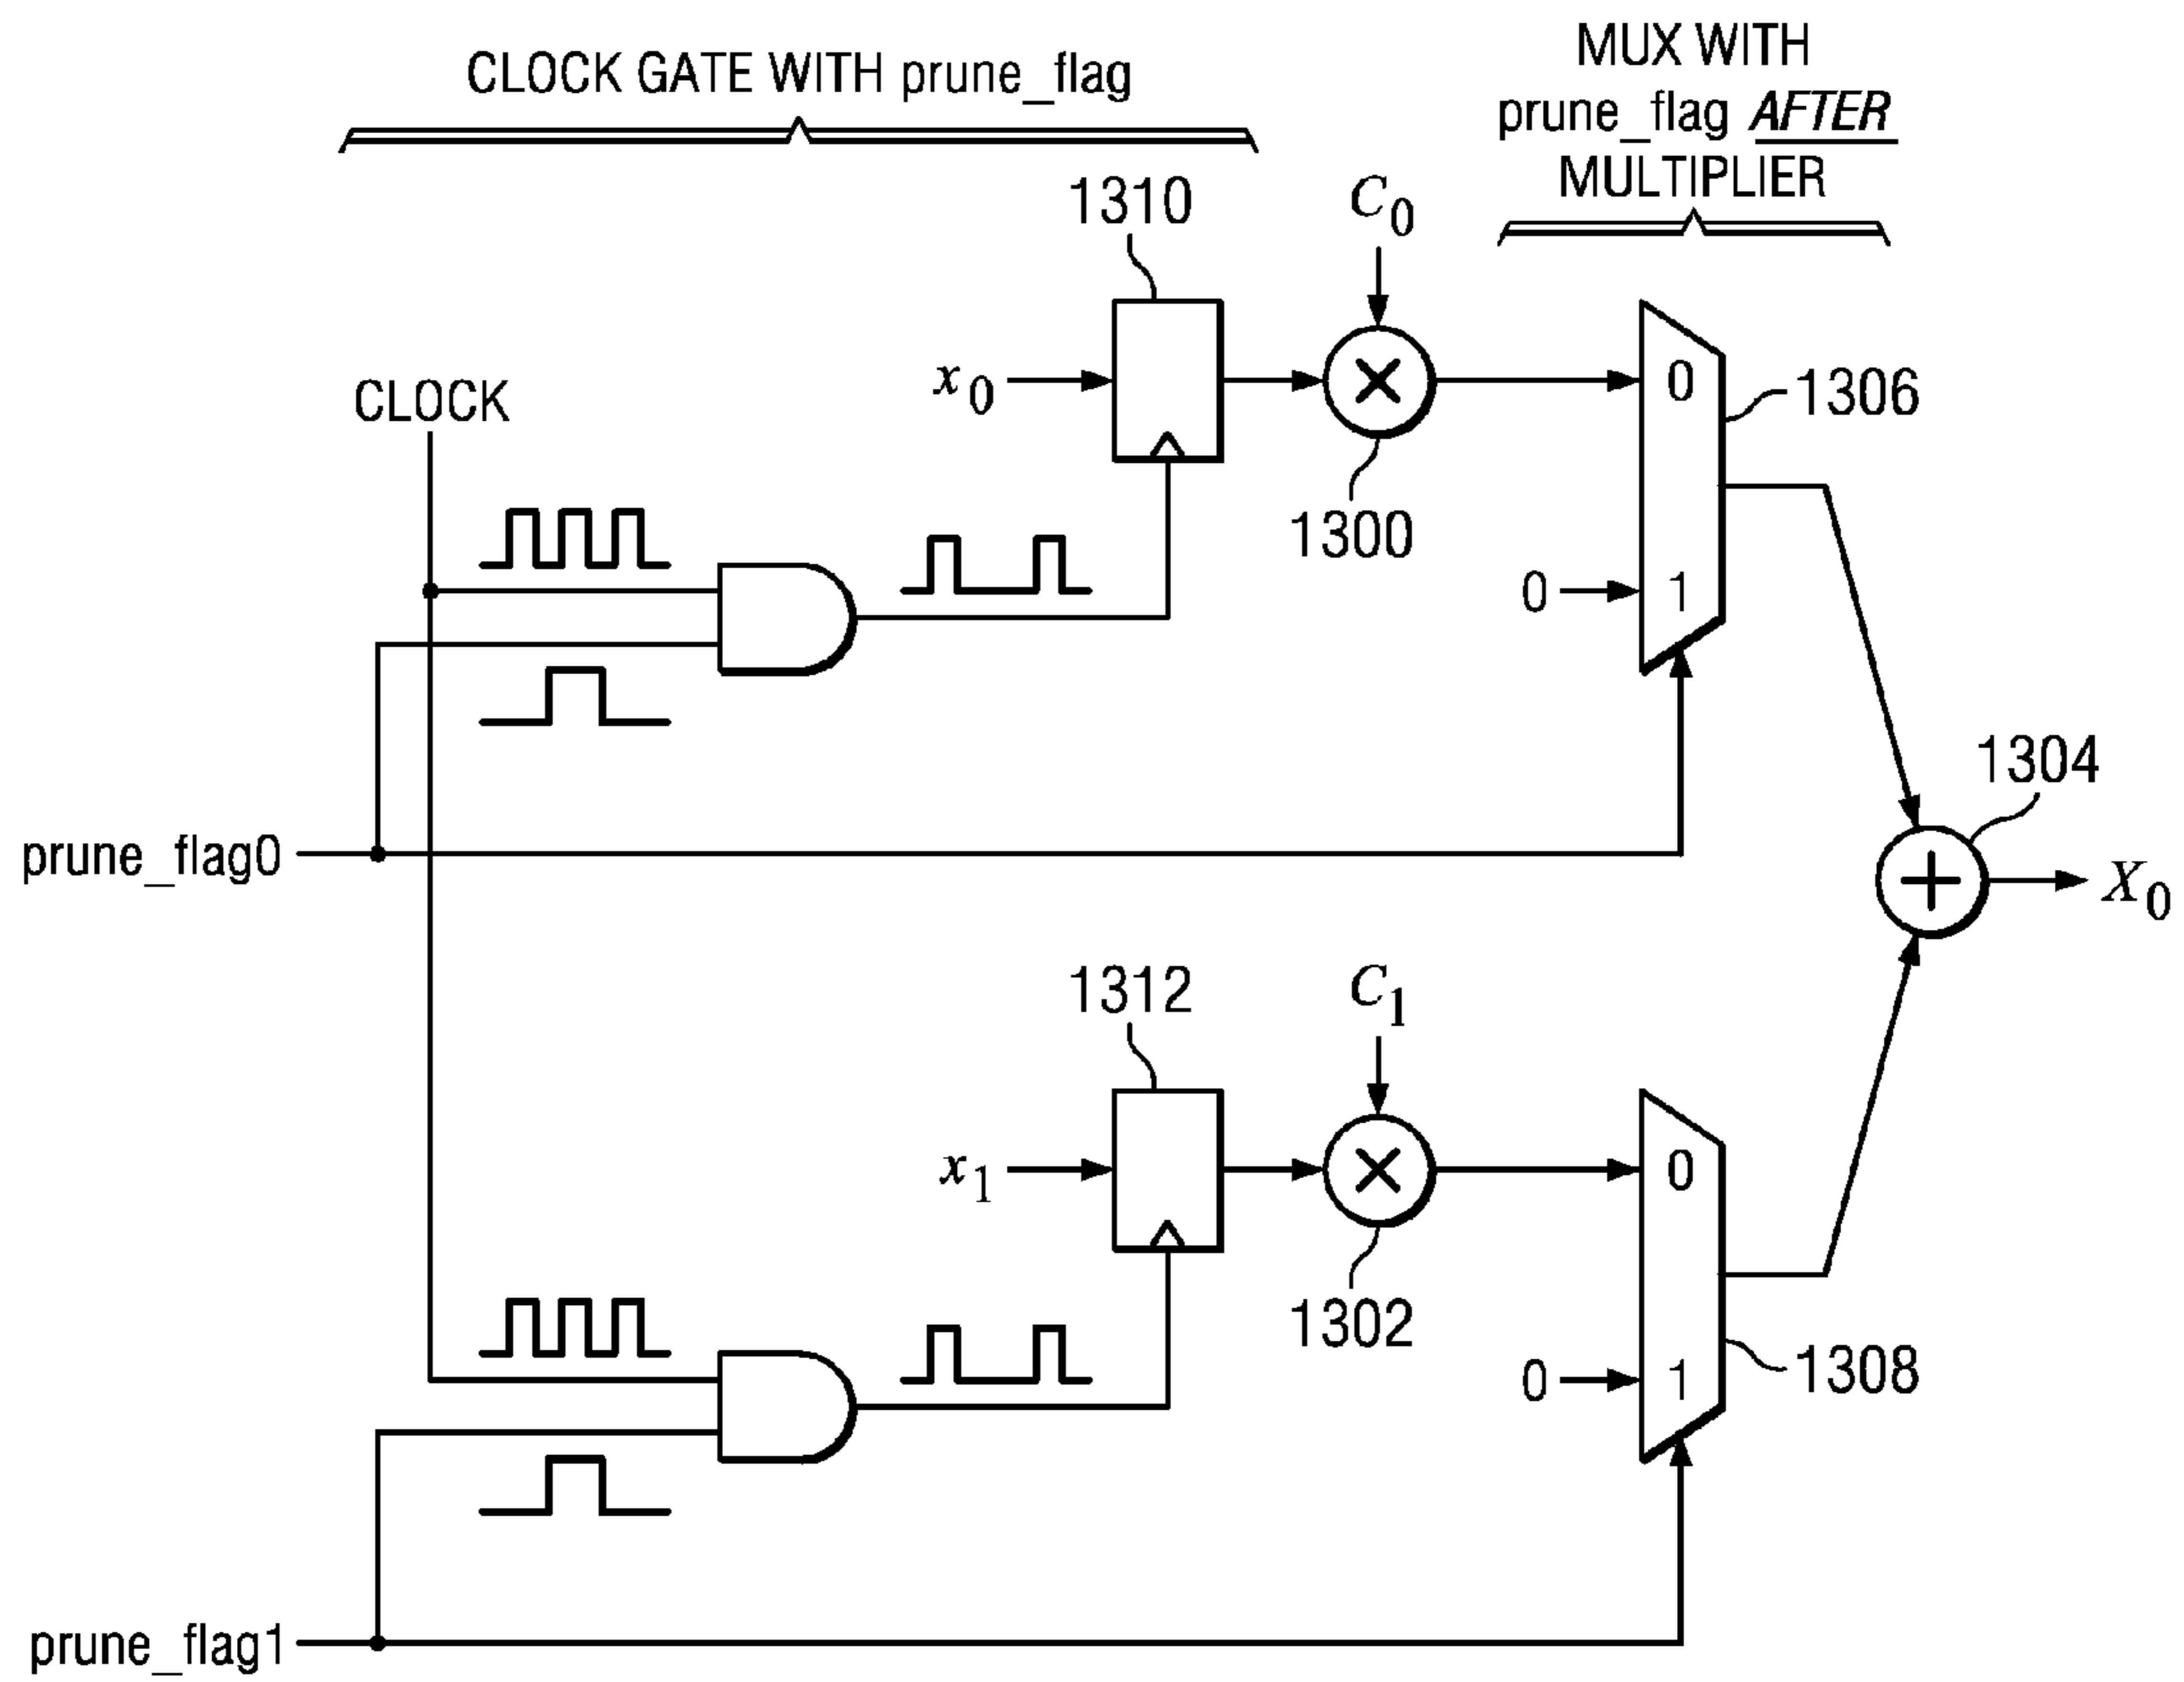 CLOCK GATE WITH prune_flag
MUX WITH
prune_flag AFTER
MULTIPLIER
1310
C0
x0
0
1306
CLOCK
1300
0
1
1304
prune_flag0
X0
1312
C1
x1
0
1302
0
1
1308
prune_flag1